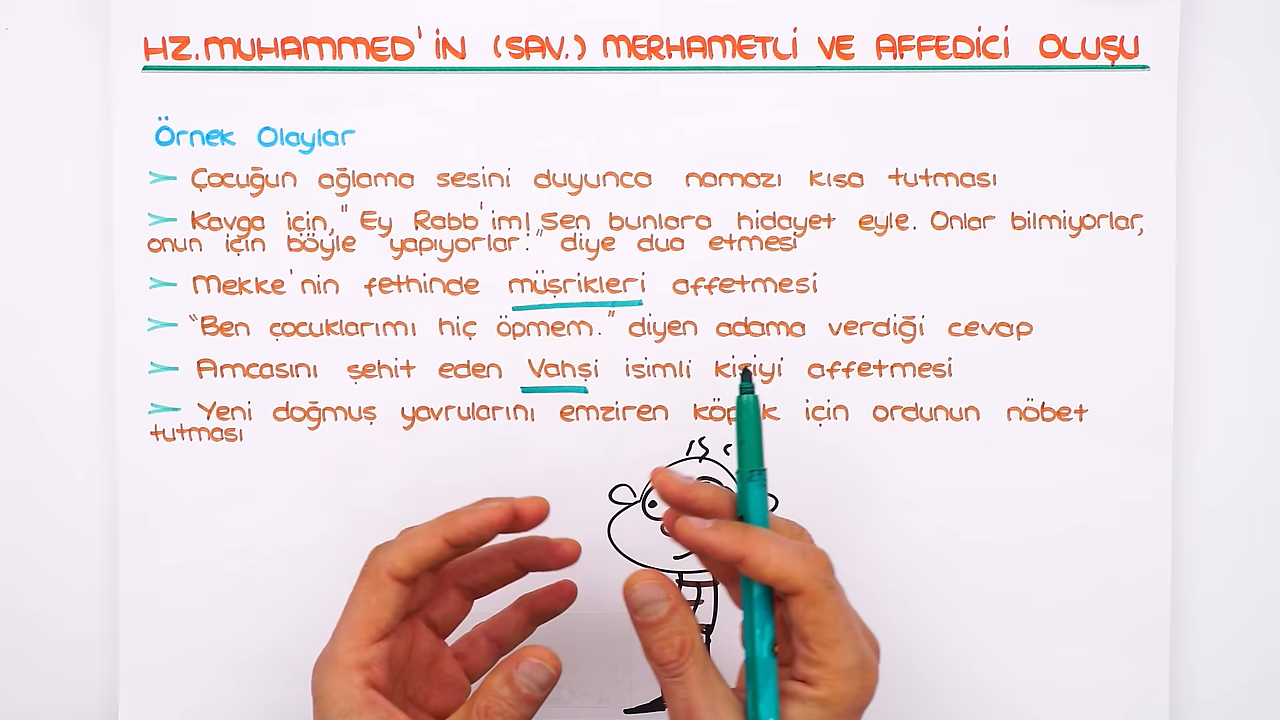 HZ.MUHAMMED'İN (SAV.) MERHAMETLİ VE AFFEDİCİ OLUŞU
Örnek Olaylar
➢ Çocuğun ağlama sesini duyunca namazı kısa tutması
➢ Kavga için, "Ey Rabb'im! Sen bunlara hidayet eyle. Onlar bilmiyorlar,
onun için böyle yapıyorlar." diye dua etmesi
➢ Mekke'nin fethinde müşrikleri affetmesi
➢ "Ben çocuklarımı hiç öpmem." diyen adama verdiği cevap
➢ Amcasını şehit eden Vahşi isimli kişiyi affetmesi
➢ Yeni doğmuş yavrularını emziren köpek için ordunun nöbet
tutması